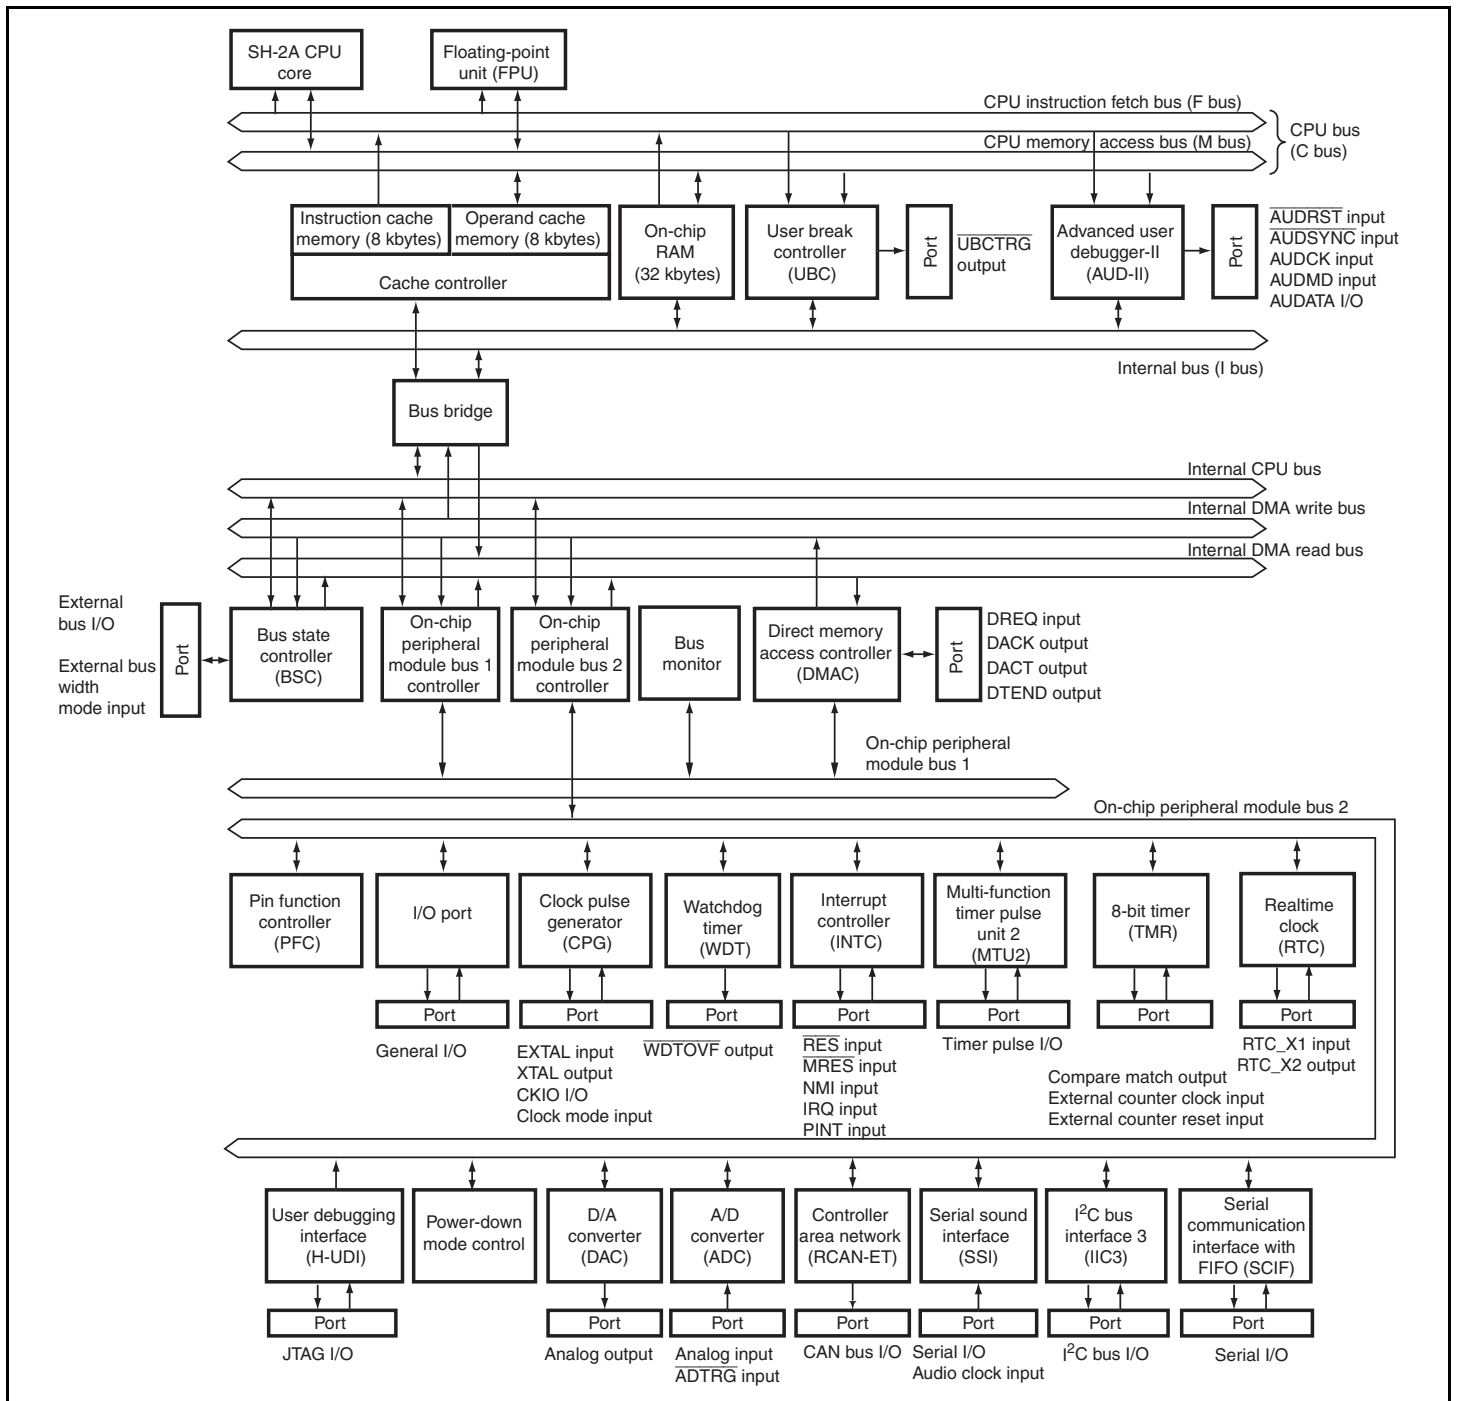 SH-2A CPU
core
Floating-point
unit (FPU)
CPU instruction fetch bus (F bus)
CPU memory access bus (M bus)
CPU bus
(C bus)
Instruction cache
memory (8 kbytes)
Operand cache
memory (8 kbytes)
Cache controller
On-chip
RAM
(32 kbytes)
User break
controller
(UBC)
Port
UBCTRG
output
Advanced user
debugger-II
(AUD-II)
Port
AUDRST input
AUDSYNC input
AUDCK input
AUDMD input
AUDATA I/O
Internal bus (I bus)
Bus bridge
Internal CPU bus
Internal DMA write bus
Internal DMA read bus
External
bus I/O
External bus
width
mode input
Port
Bus state
controller
(BSC)
On-chip
peripheral
module bus 1
controller
On-chip
peripheral
module bus 2
controller
Bus
monitor
Direct memory
access controller
(DMAC)
Port
DREQ input
DACK output
DACT output
DTEND output
On-chip peripheral
module bus 1
On-chip peripheral module bus 2
Pin function
controller
(PFC)
I/O port
Clock pulse
generator
(CPG)
Watchdog
timer
(WDT)
Interrupt
controller
(INTC)
Multi-function
timer pulse
unit 2
(MTU2)
8-bit timer
(TMR)
Realtime
clock
(RTC)
Port
Port
Port
Port
Port
Port
Port
General I/O
EXTAL input
XTAL output
CKIO I/O
Clock mode input
WDTOVF output
RES input
MRES input
NMI input
IRQ input
PINT input
Timer pulse I/O
Compare match output
External counter clock input
External counter reset input
RTC_X1 input
RTC_X2 output
User debugging
interface
(H-UDI)
Power-down
mode control
D/A
converter
(DAC)
A/D
converter
(ADC)
Controller
area network
(RCAN-ET)
Serial sound
interface
(SSI)
I²C bus
interface 3
(IIC3)
Serial
communication
interface with
FIFO (SCIF)
Port
Port
Port
Port
Port
Port
Port
JTAG I/O
Analog output
Analog input
ADTRG input
CAN bus I/O
Serial I/O
Audio clock input
I²C bus I/O
Serial I/O